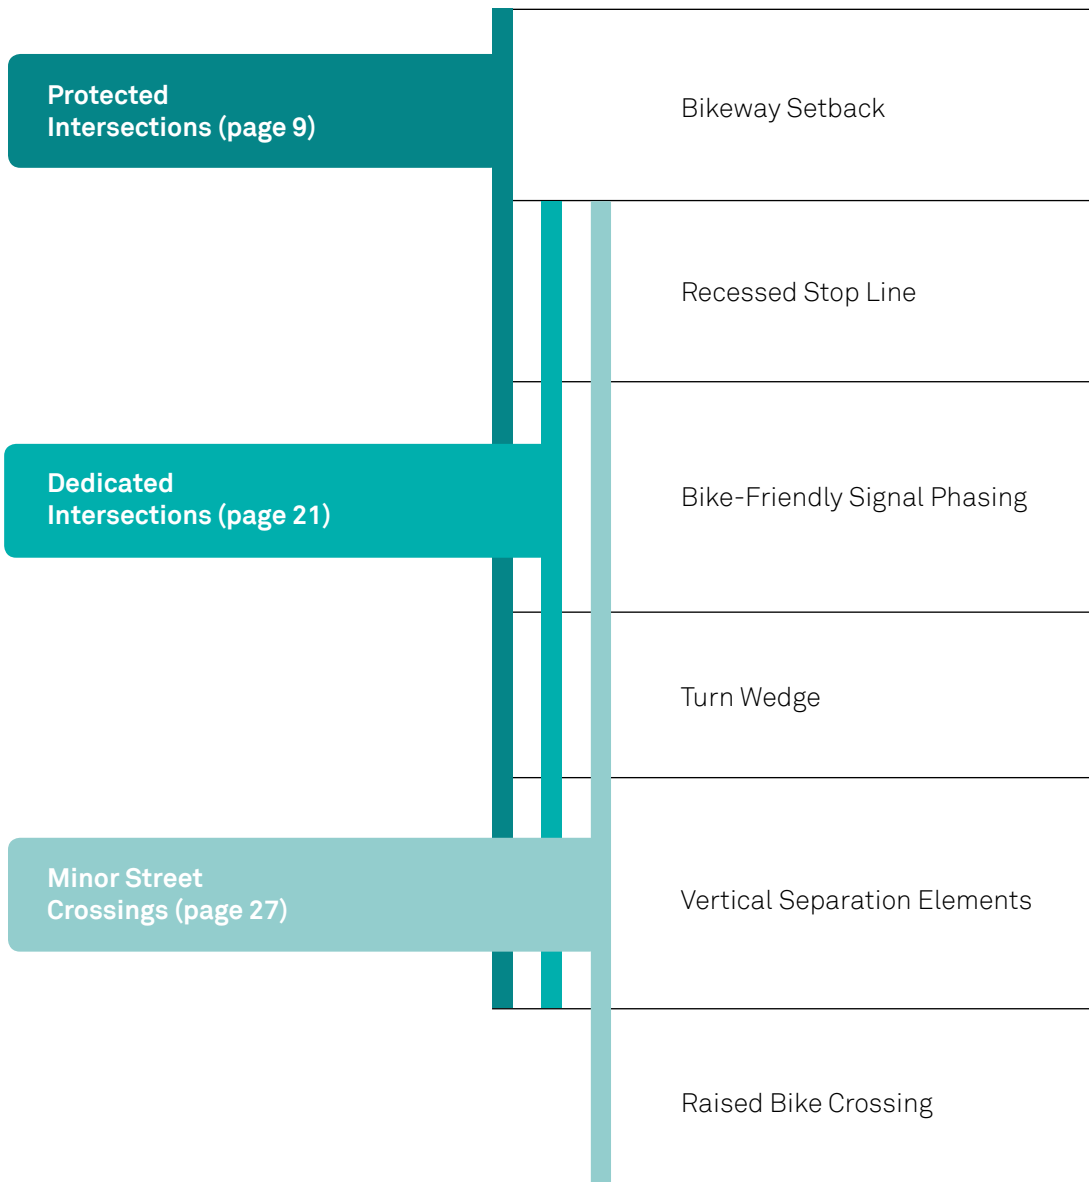 Protected
Intersections (page 9)
Bikeway Setback
Recessed Stop Line
Dedicated
Intersections (page 21)
Bike-Friendly Signal Phasing
Turn Wedge
Minor Street
Crossings (page 27)
Vertical Separation Elements
Raised Bike Crossing